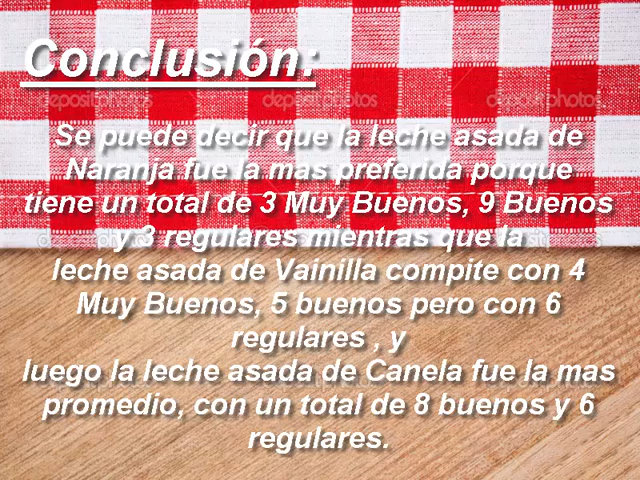 Conclusión:
depositphotos depositphotos depositphotos
Se puede decir que la leche asada de
Naranja fue la mas preferida porque
tiene un total de 3 Muy Buenos, 9 Buenos
y 3 regulares mientras que la
leche asada de Vainilla compite con 4
Muy Buenos, 5 buenos pero con 6
regulares , y
luego la leche asada de Canela fue la mas
promedio, con un total de 8 buenos y 6
regulares.